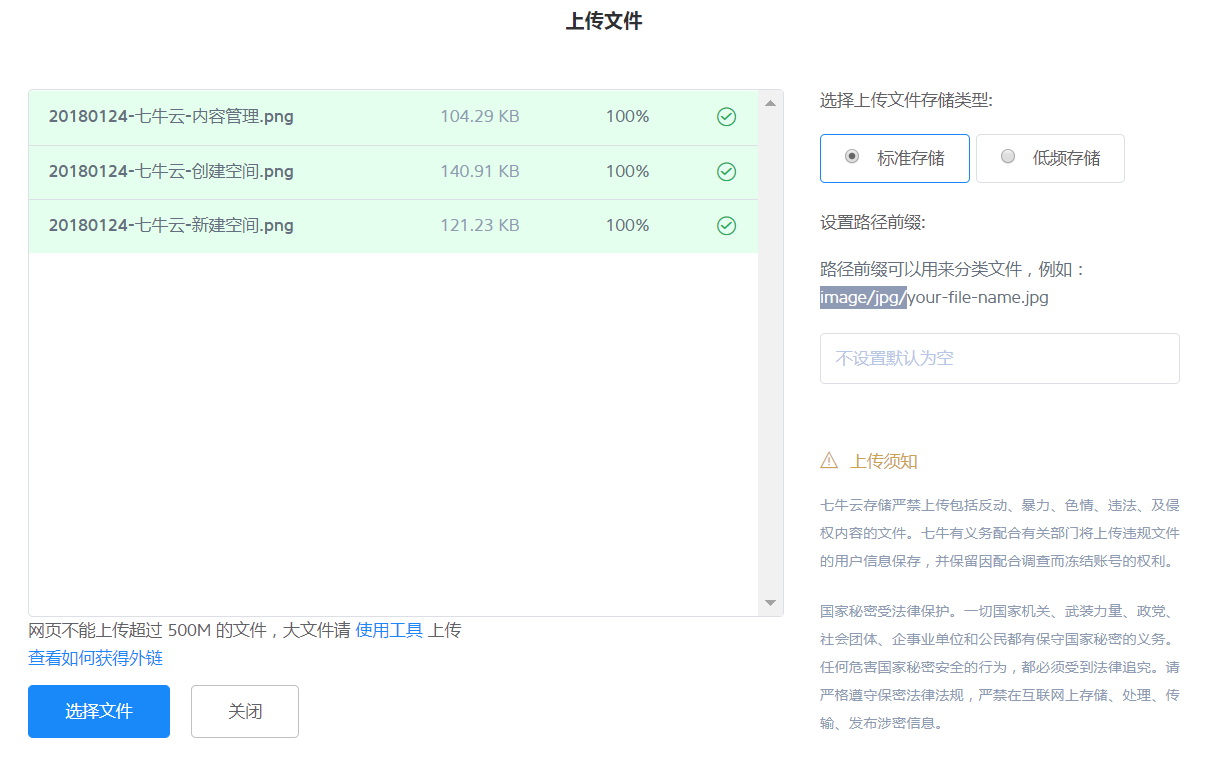 上传文件
20180124-七牛云-内容管理.png 104.29 KB 100%
20180124-七牛云-创建空间.png 140.91 KB 100%
20180124-七牛云-新建空间.png 121.23 KB 100%
网页不能上传超过 500M 的文件，大文件请 使用工具 上传
查看如何获得外链
选择文件 关闭
选择上传文件存储类型:
标准存储 低频存储
设置路径前缀:
路径前缀可以用来分类文件，例如：
image/jpg/your-file-name.jpg
不设置默认为空
上传须知
七牛云存储严禁上传包括反动、暴力、色情、违法、及侵
权内容的文件。七牛有义务配合有关部门将上传违规文件
的用户信息保存，并保留因配合调查而冻结账号的权利。
国家秘密受法律保护。一切国家机关、武装力量、政党、
社会团体、企事业单位和公民都有保守国家秘密的义务。
任何危害国家秘密安全的行为，都必须受到法律追究。请
严格遵守保密法律法规，严禁在互联网上存储、处理、传
输、发布涉密信息。